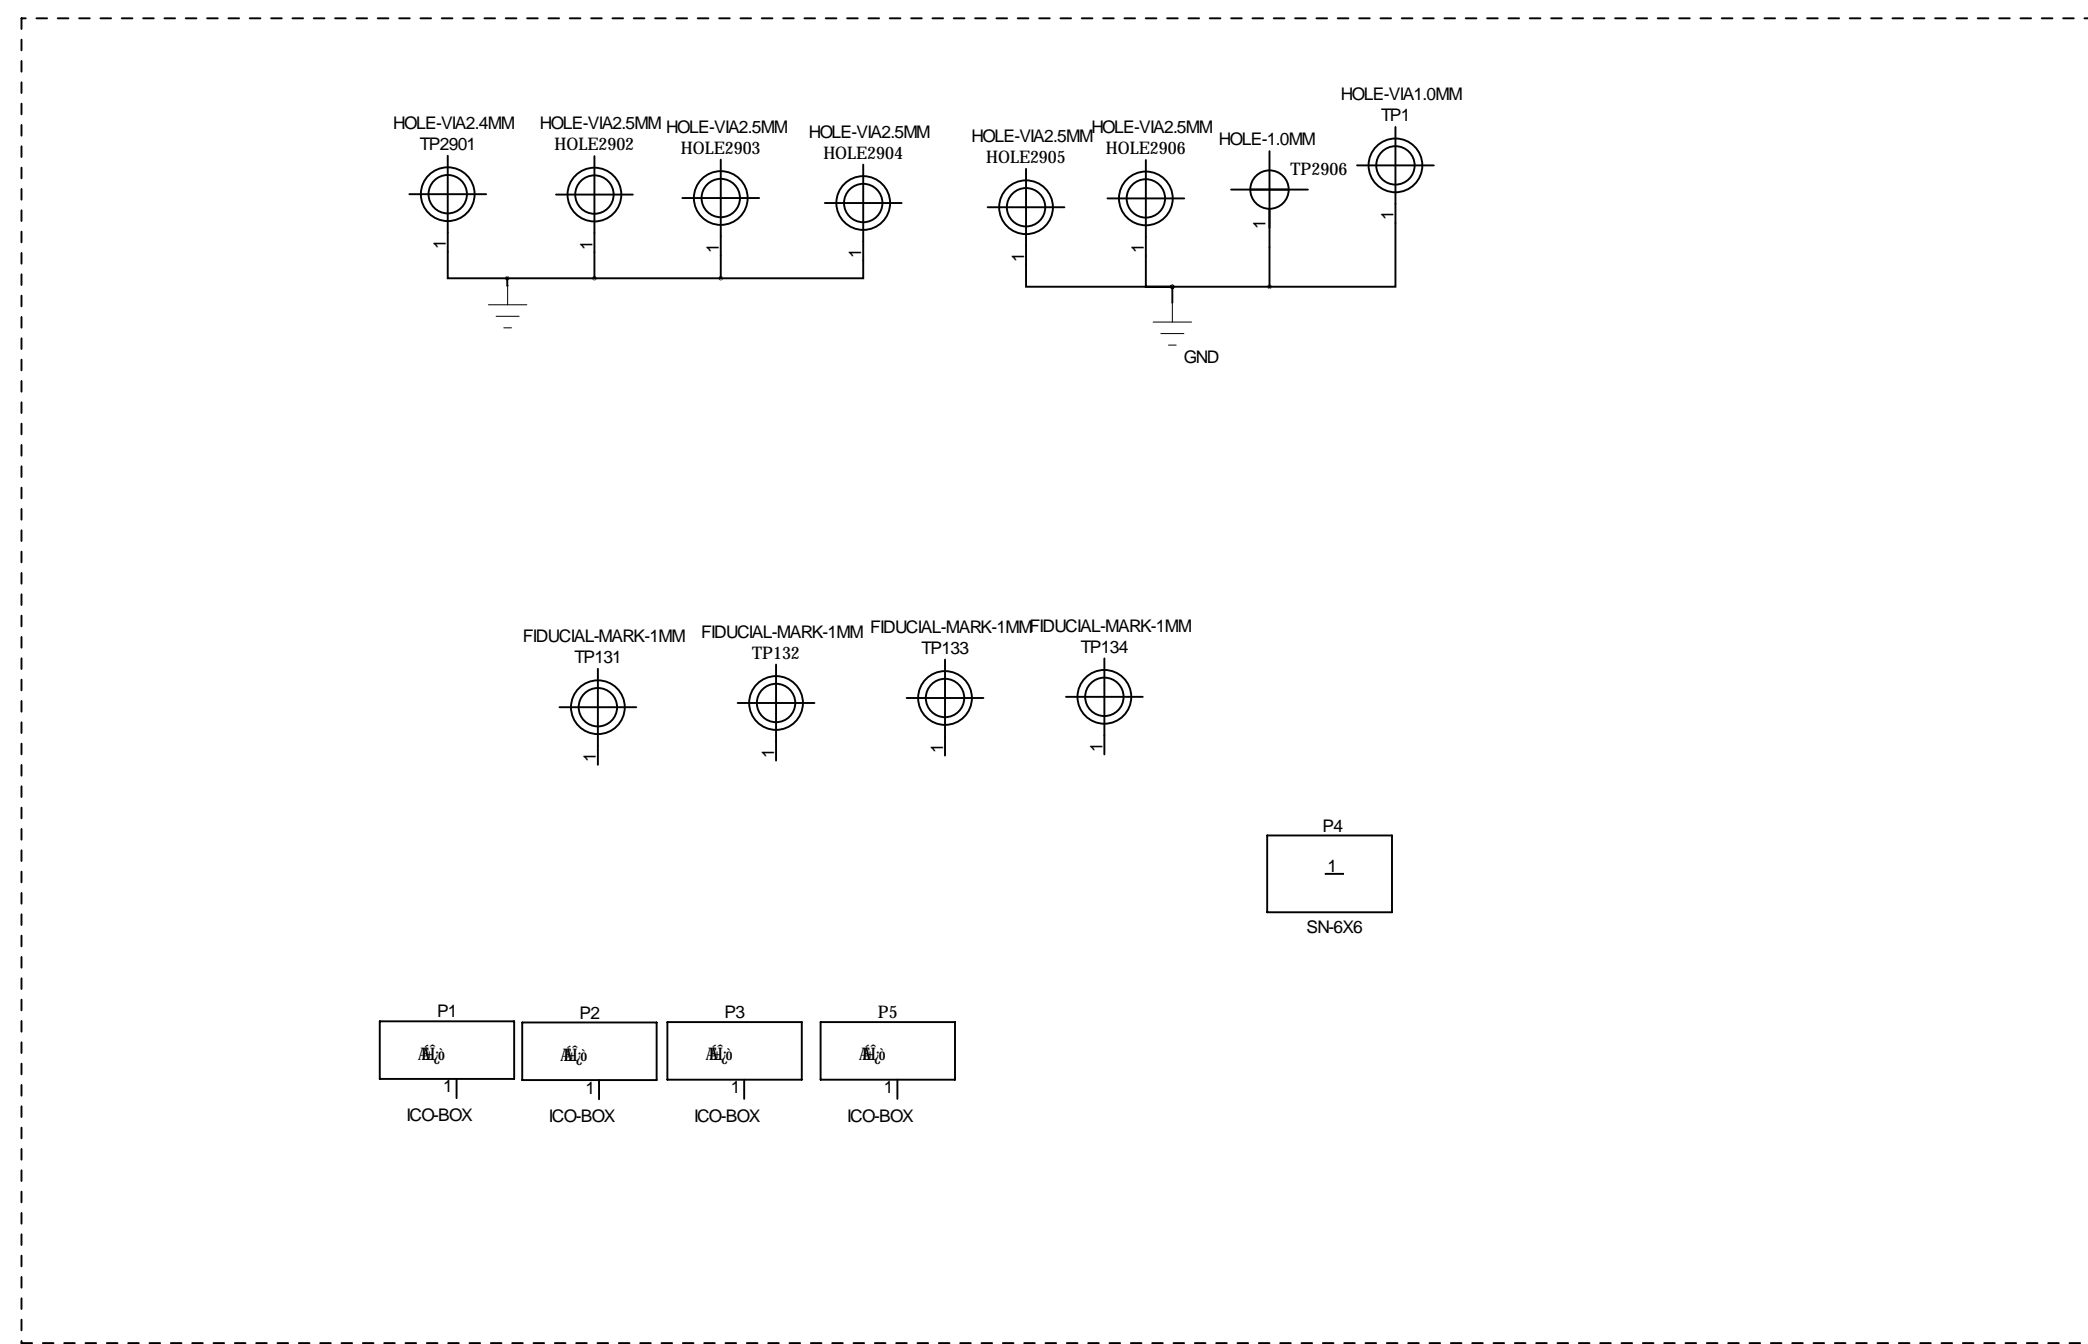 HOLE-VIA2.4MM
TP2901
1
HOLE-VIA2.5MM
HOLE2902
1
HOLE-VIA2.5MM
HOLE2903
1
HOLE-VIA2.5MM
HOLE2904
1
HOLE-VIA2.5MM
HOLE2905
1
HOLE-VIA2.5MM
HOLE2906
1
HOLE-1.0MM
TP2906
1
HOLE-VIA1.0MM
TP1
1
GND
FIDUCIAL-MARK-1MM
TP131
1
FIDUCIAL-MARK-1MM
TP132
1
FIDUCIAL-MARK-1MM
TP133
1
FIDUCIAL-MARK-1MM
TP134
1
P4
1
SN-6X6
P1
1
ICO-BOX
P2
1
ICO-BOX
P3
1
ICO-BOX
P5
1
ICO-BOX